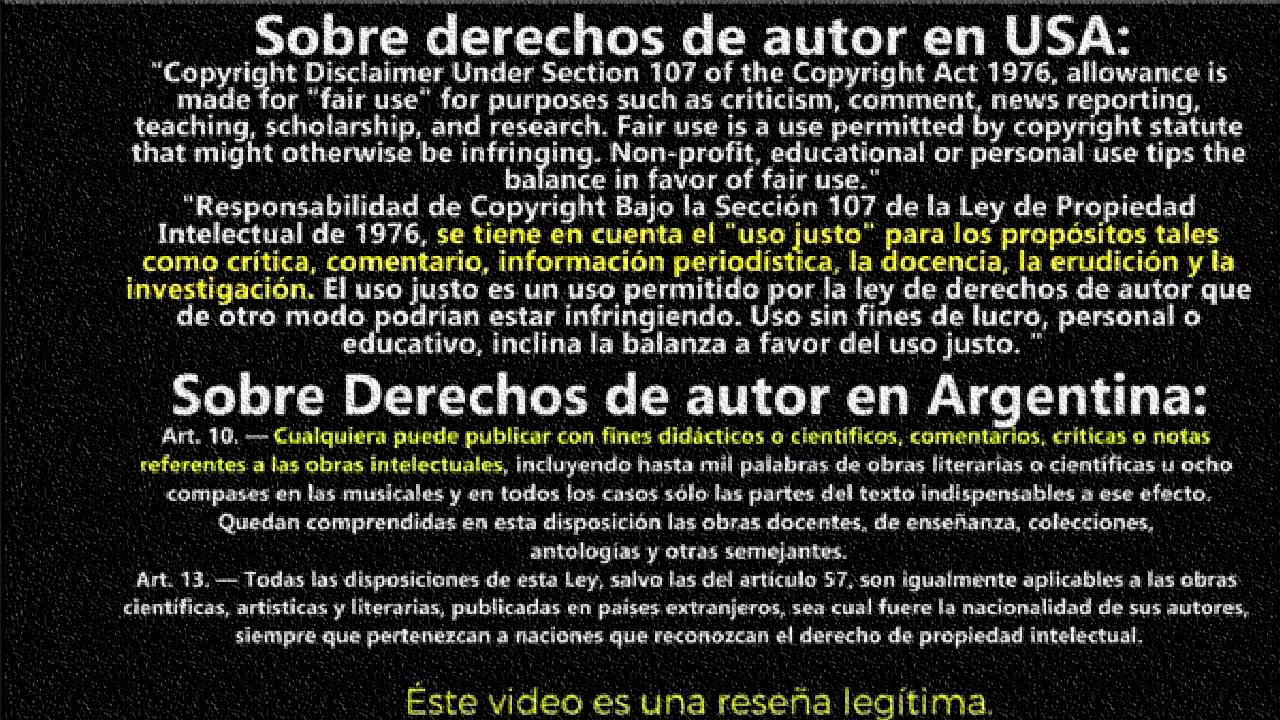 Sobre derechos de autor en USA:
"Copyright Disclaimer Under Section 107 of the Copyright Act 1976, allowance is
made for "fair use" for purposes such as criticism, comment, news reporting,
teaching, scholarship, and research. Fair use is a use permitted by copyright statute
that might otherwise be infringing. Non-profit, educational or personal use tips the
balance in favor of fair use."
"Responsabilidad de Copyright Bajo la Sección 107 de la Ley de Propiedad
Intelectual de 1976, se tiene en cuenta el "uso justo" para los propósitos tales
como crítica, comentario, información periodística, la docencia, la erudición y la
investigación. El uso justo es un uso permitido por la ley de derechos de autor que
de otro modo podrían estar infringiendo. Uso sin fines de lucro, personal o
educativo, inclina la balanza a favor del uso justo. "
Sobre Derechos de autor en Argentina:
Art. 10. — Cualquiera puede publicar con fines didácticos o científicos, comentarios, críticas o notas
referentes a las obras intelectuales, incluyendo hasta mil palabras de obras literarias o científicas u ocho
compases en las musicales y en todos los casos sólo las partes del texto indispensables a ese efecto.
Quedan comprendidas en esta disposición las obras docentes, de enseñanza, colecciones,
antologías y otras semejantes.
Art. 13. — Todas las disposiciones de esta Ley, salvo las del artículo 57, son igualmente aplicables a las obras
científicas, artísticas y literarias, publicadas en países extranjeros, sea cual fuere la nacionalidad de sus autores,
siempre que pertenezcan a naciones que reconozcan el derecho de propiedad intelectual.
Éste video es una reseña legítima.